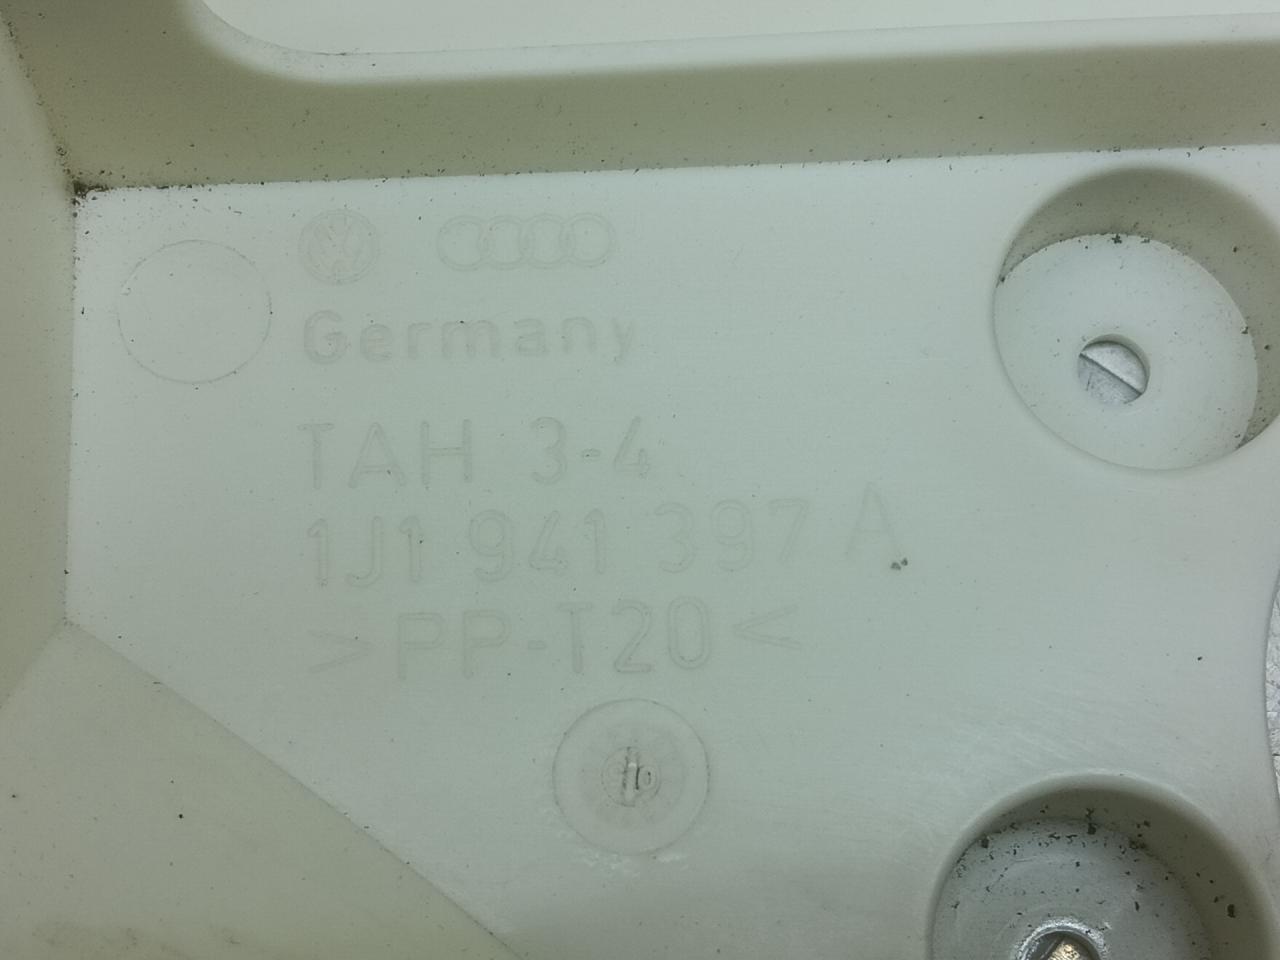 Germany
TAH 3-4
1J1 941 397 A
>PP-T20<